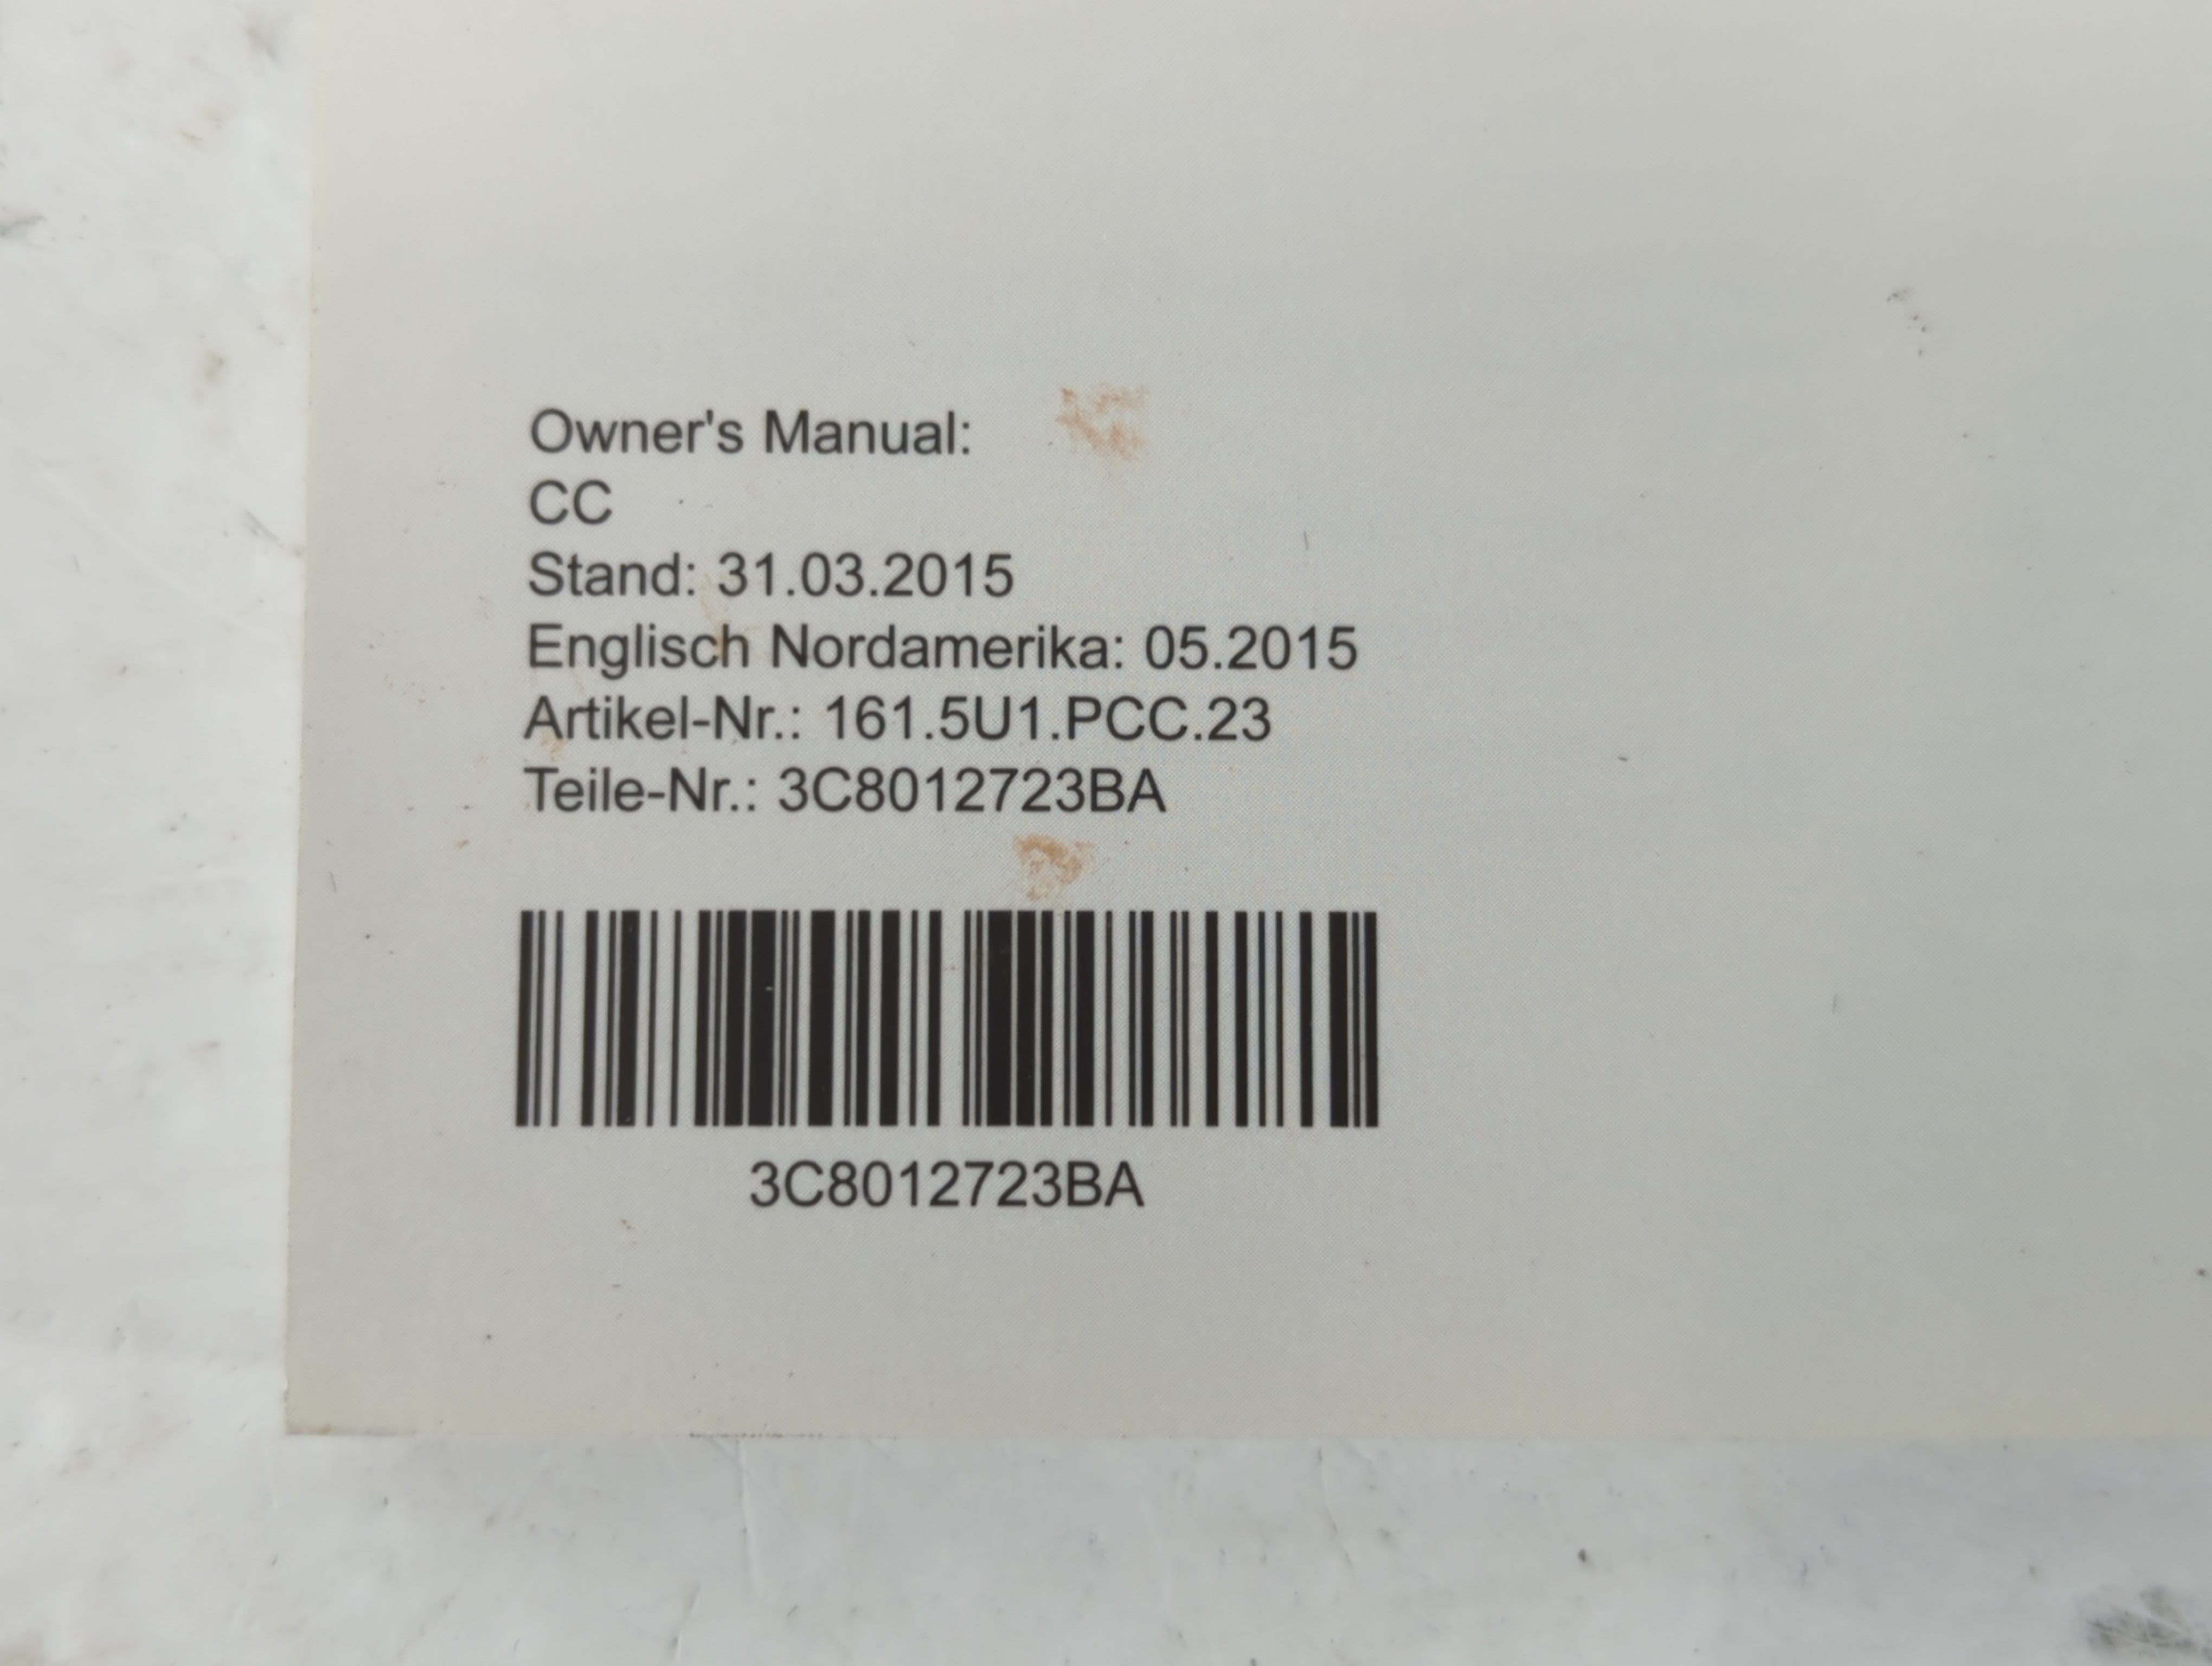 Owner's Manual:
CC
Stand: 31.03.2015
Englisch Nordamerika: 05.2015
Artikel-Nr.: 161.5U1.PCC.23
Teile-Nr.: 3C8012723BA
3C8012723BA